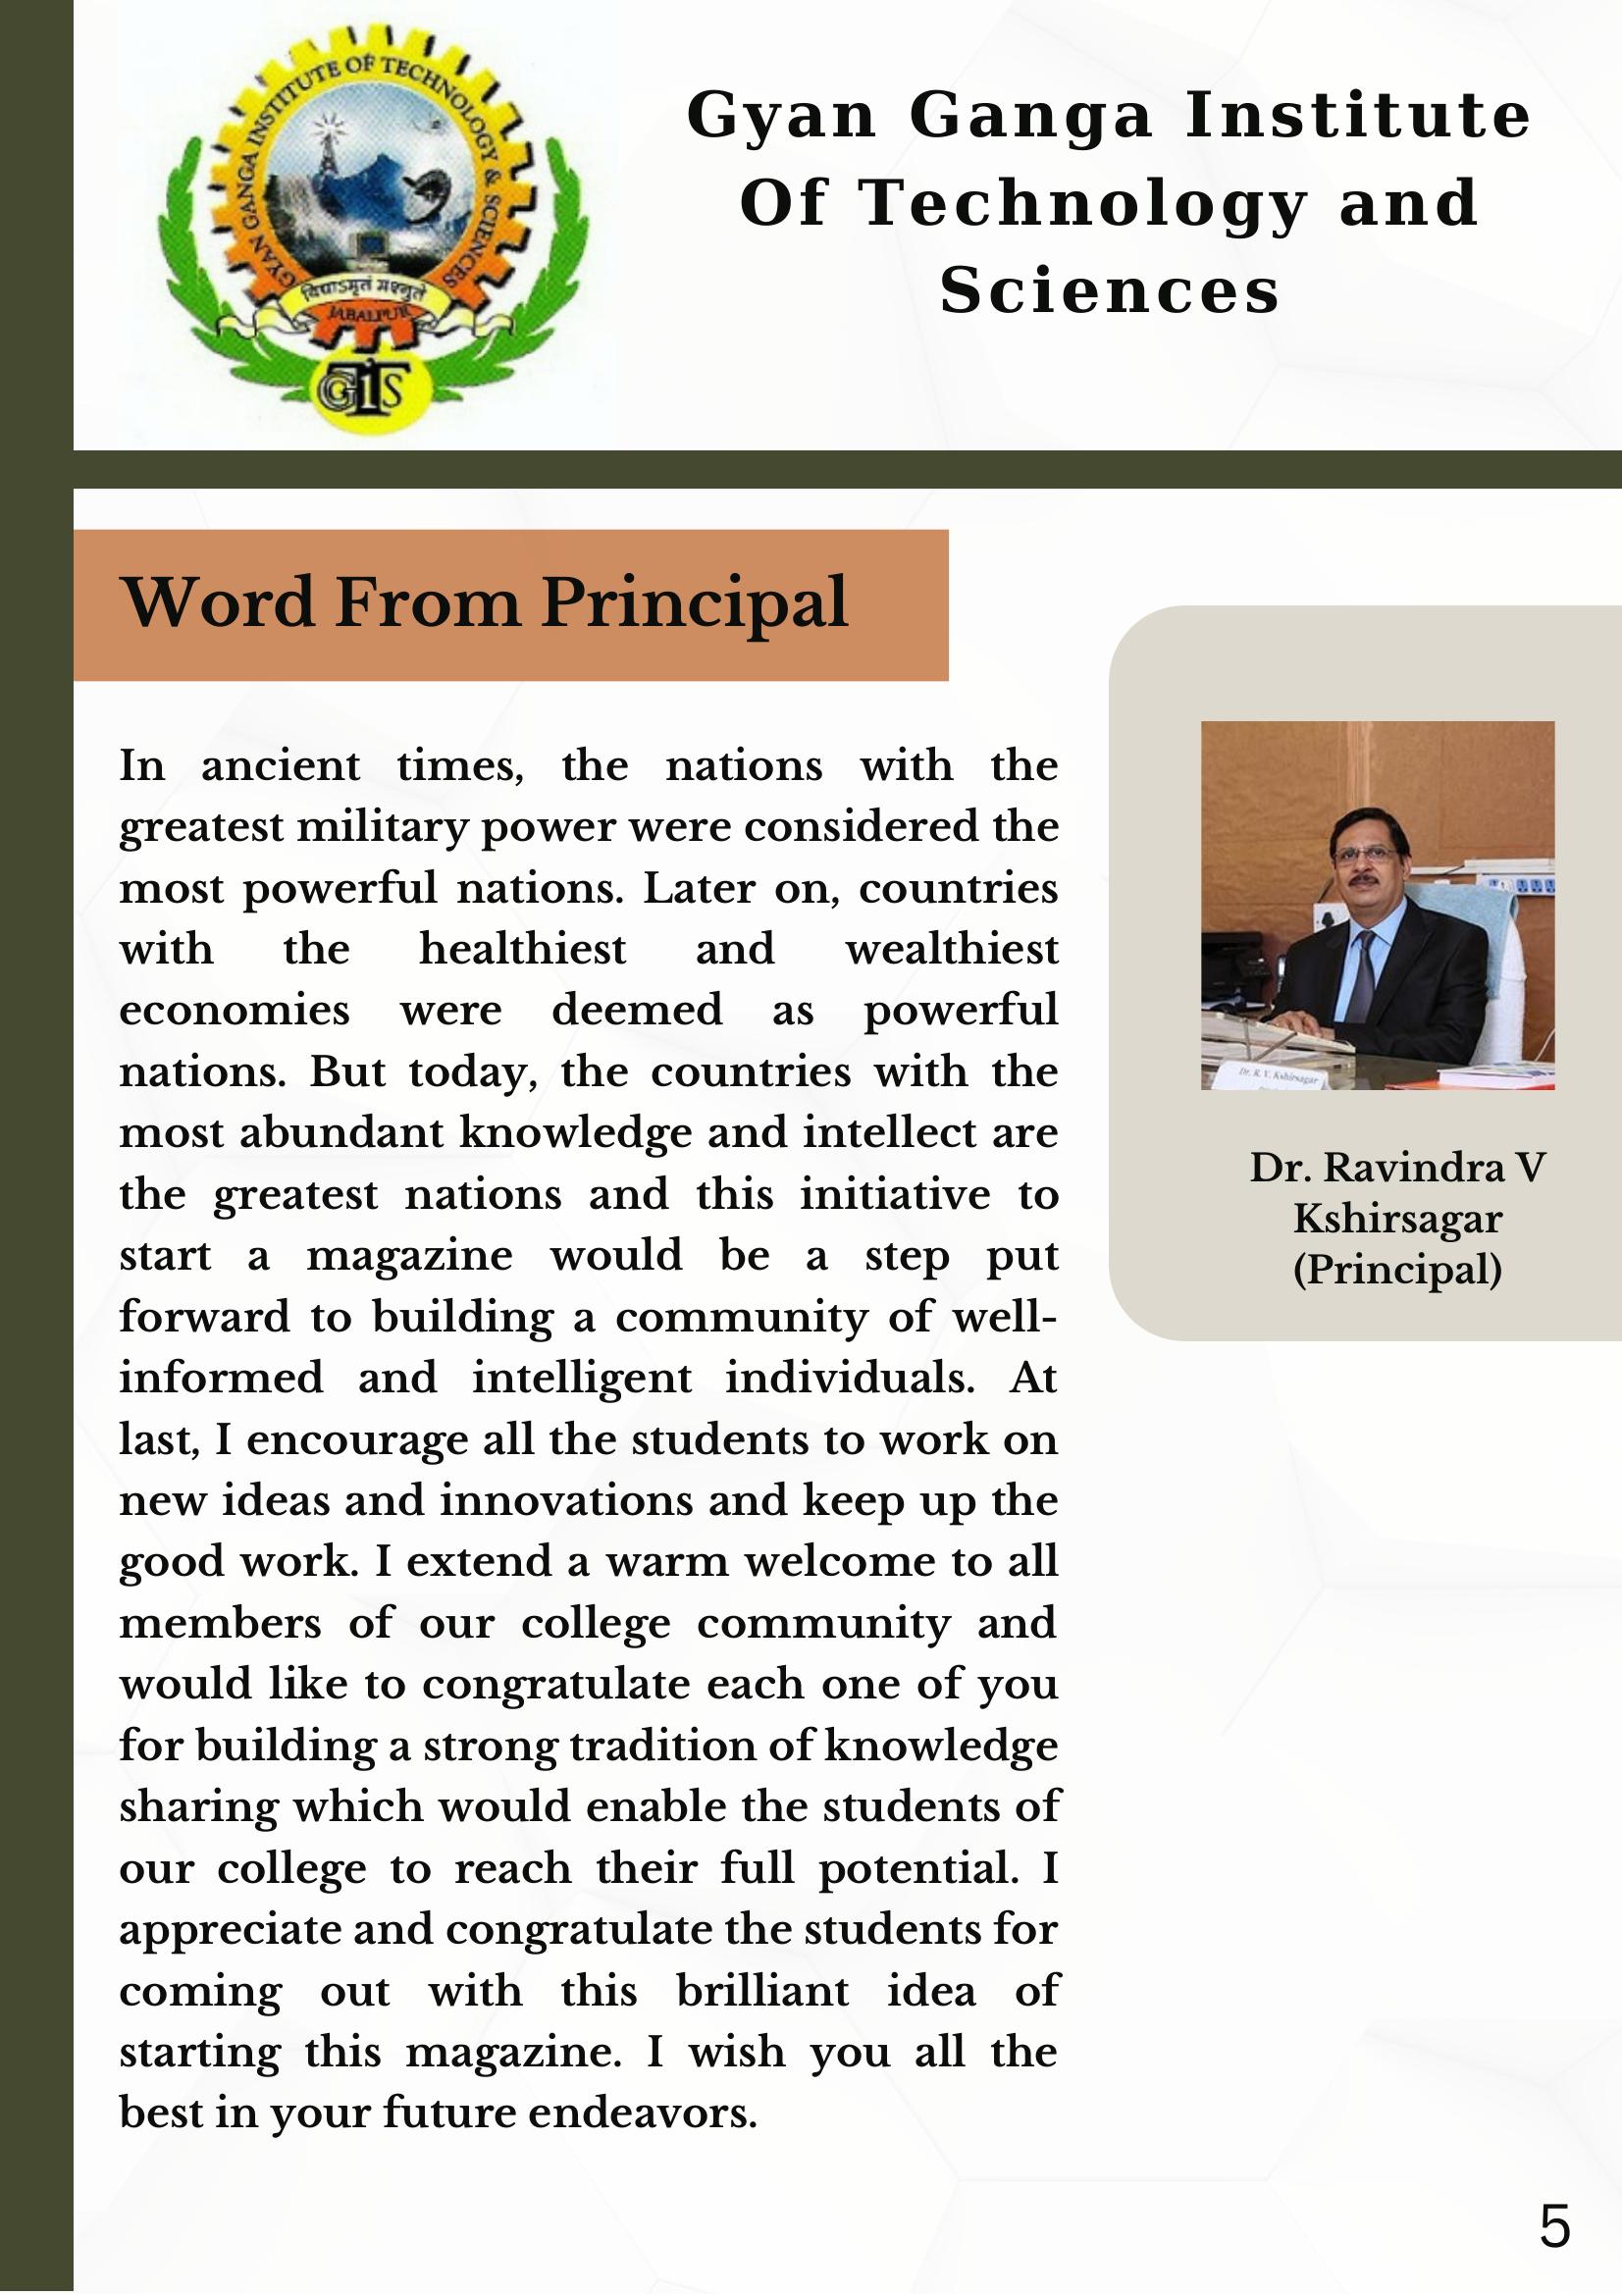 GYAN GANGA INSTITUTE OF TECHNOLOGY & SCIENCES
विद्याऽमृतं मश्नुते
JABALPUR
GGITS
Gyan Ganga Institute
Of Technology and
Sciences
Word From Principal
In ancient times, the nations with the
greatest military power were considered the
most powerful nations. Later on, countries
with the healthiest and wealthiest
economies were deemed as powerful
nations. But today, the countries with the
most abundant knowledge and intellect are
the greatest nations and this initiative to
start a magazine would be a step put
forward to building a community of well-
informed and intelligent individuals. At
last, I encourage all the students to work on
new ideas and innovations and keep up the
good work. I extend a warm welcome to all
members of our college community and
would like to congratulate each one of you
for building a strong tradition of knowledge
sharing which would enable the students of
our college to reach their full potential. I
appreciate and congratulate the students for
coming out with this brilliant idea of
starting this magazine. I wish you all the
best in your future endeavors.
Dr. R. V. Kshirsagar
Dr. Ravindra V
Kshirsagar
(Principal)
5